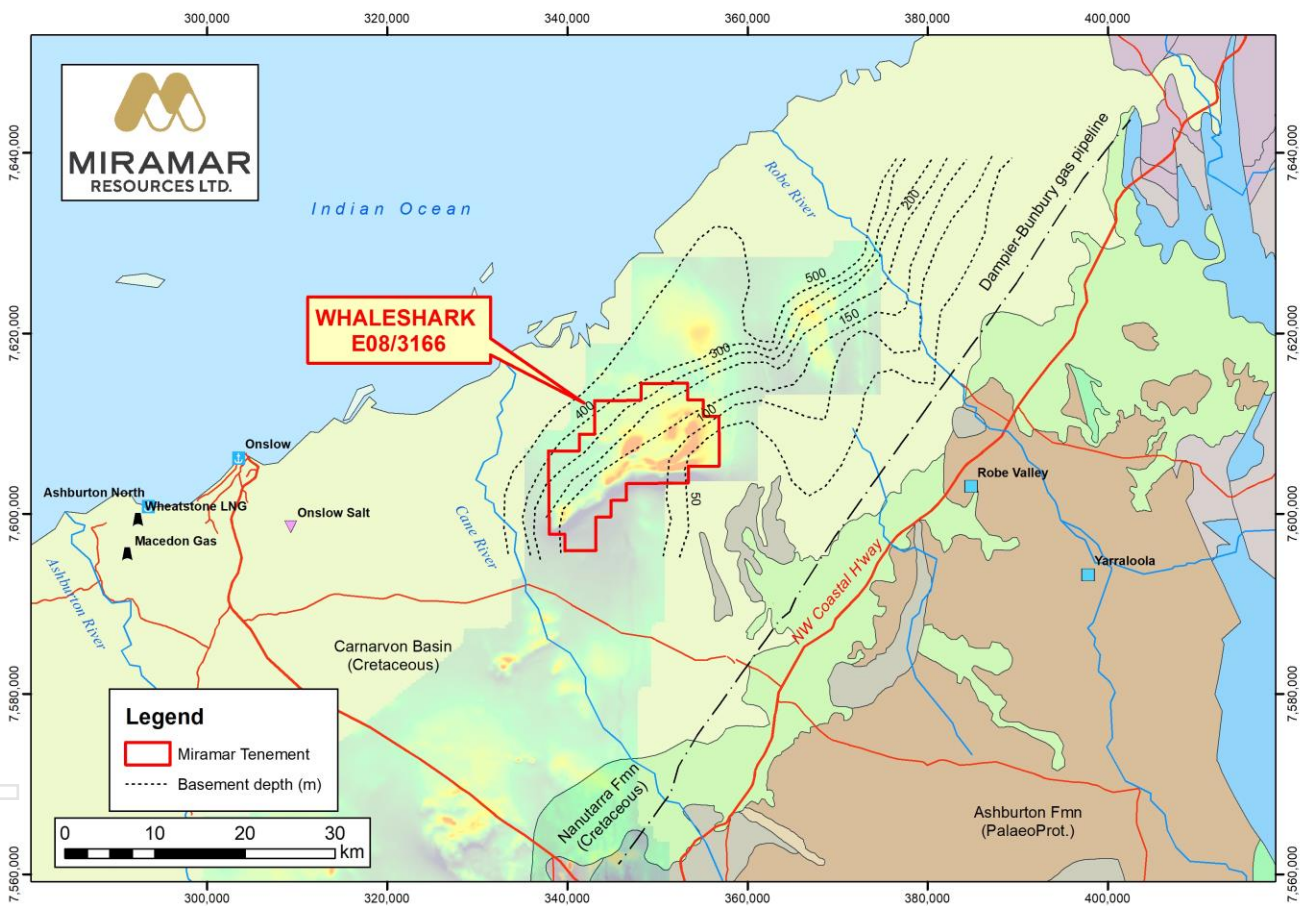 300,000
320,000
340,000
360,000
380,000
400,000
7,640,000
7,620,000
7,600,000
7,580,000
7,560,000
7,640,000
7,620,000
7,600,000
7,580,000
7,560,000
MIRAMAR
RESOURCES LTD.
Indian Ocean
Robe River
Dampier-Bunbury gas pipeline
200
500
150
300
400
100
50
WHALESHARK
E08/3166
Onslow
Ashburton North
Wheatstone LNG
Onslow Salt
Macedon Gas
Ashburton River
Cane River
Robe Valley
Yarraloola
NW Coastal H'way
Carnarvon Basin
(Cretaceous)
Nanutarra Fmn
(Cretaceous)
Ashburton Fmn
(PalaeoProt.)
Legend
Miramar Tenement
Basement depth (m)
0 10 20 30
km
300,000
320,000
340,000
360,000
380,000
400,000